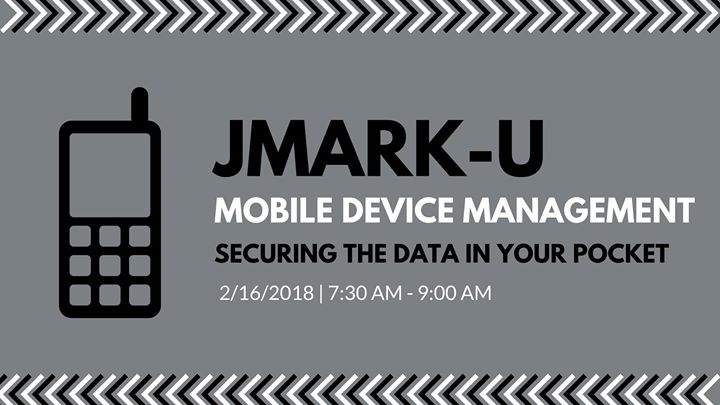 JMARK-U
MOBILE DEVICE MANAGEMENT
SECURING THE DATA IN YOUR POCKET
2/16/2018 | 7:30 AM - 9:00 AM